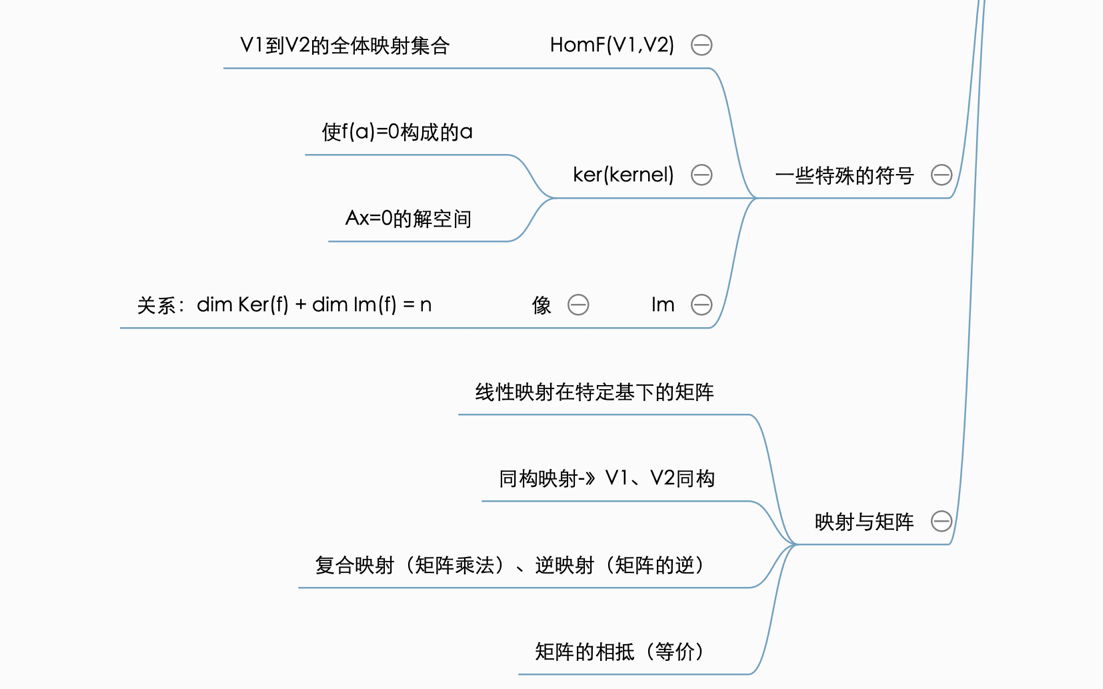 V1到V2的全体映射集合 HomF(V1,V2)
使f(a)=0构成的a
ker(kernel) 一些特殊的符号
Ax=0的解空间
关系：dim Ker(f) + dim Im(f) = n 像 Im
线性映射在特定基下的矩阵
同构映射-》V1、V2同构
映射与矩阵
复合映射（矩阵乘法）、逆映射（矩阵的逆）
矩阵的相抵（等价）